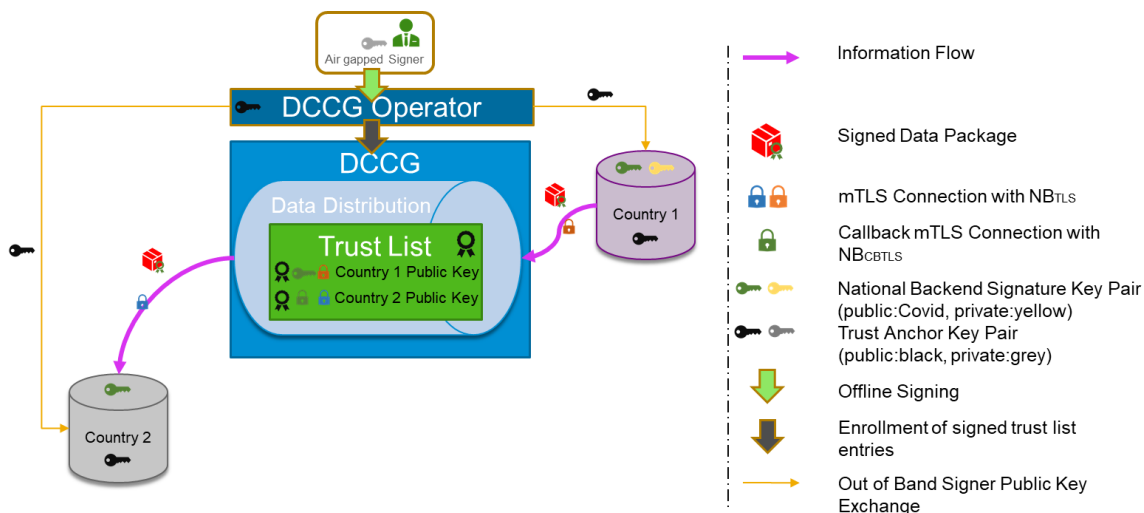 Air gapped Signer
DCCG Operator
DCCG
Data Distribution
Trust List
Country 1 Public Key
Country 2 Public Key
Country 1
Country 2
Information Flow
Signed Data Package
mTLS Connection with NBTLS
Callback mTLS Connection with
NBCBTLS
National Backend Signature Key Pair
(public:Covid, private:yellow)
Trust Anchor Key Pair
(public:black, private:grey)
Offline Signing
Enrollment of signed trust list
entries
Out of Band Signer Public Key
Exchange